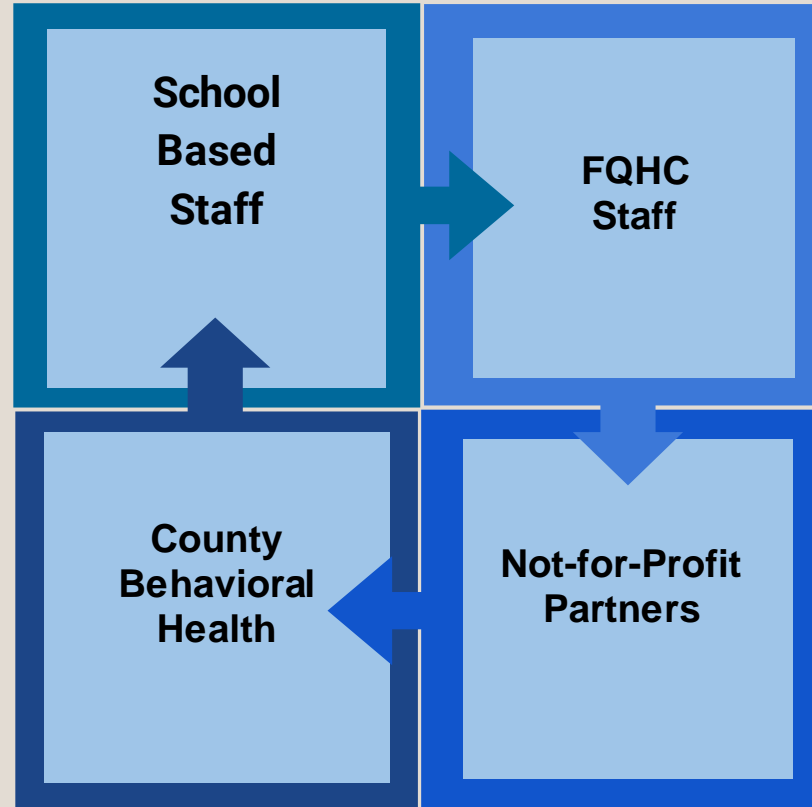 School
Based
Staff
FQHC
Staff
County
Behavioral
Health
Not-for-Profit
Partners